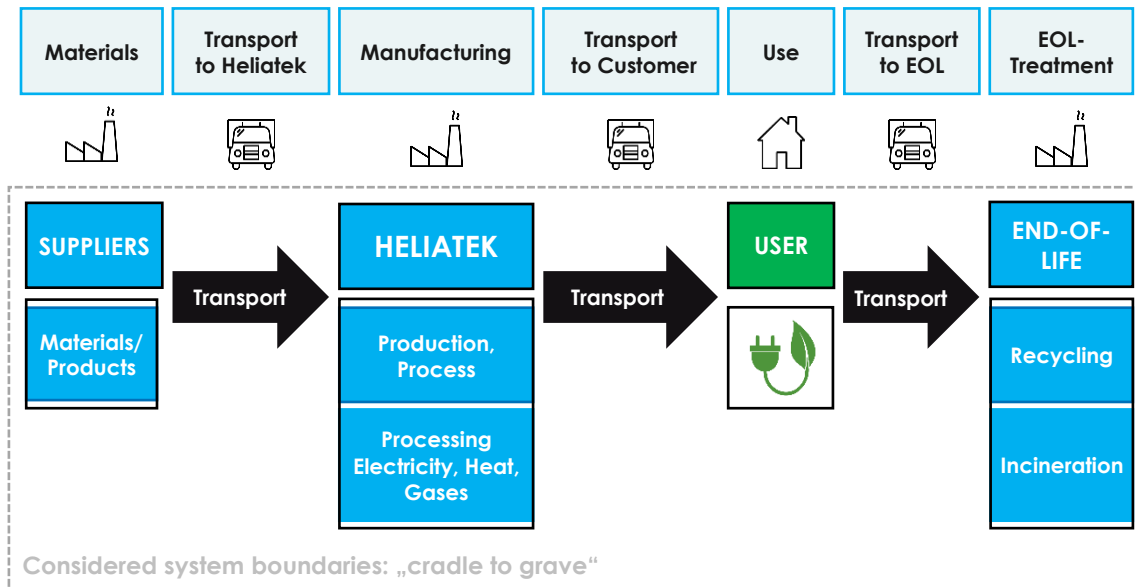 Materials
Transport
to Heliatek
Manufacturing
Transport
to Customer
Use
Transport
to EOL
EOL-
Treatment
SUPPLIERS
Materials/
Products
Transport
HELIATEK
Production,
Process
Processing
Electricity, Heat,
Gases
Transport
USER
Transport
END-OF-
LIFE
Recycling
Incineration
Considered system boundaries: „cradle to grave“